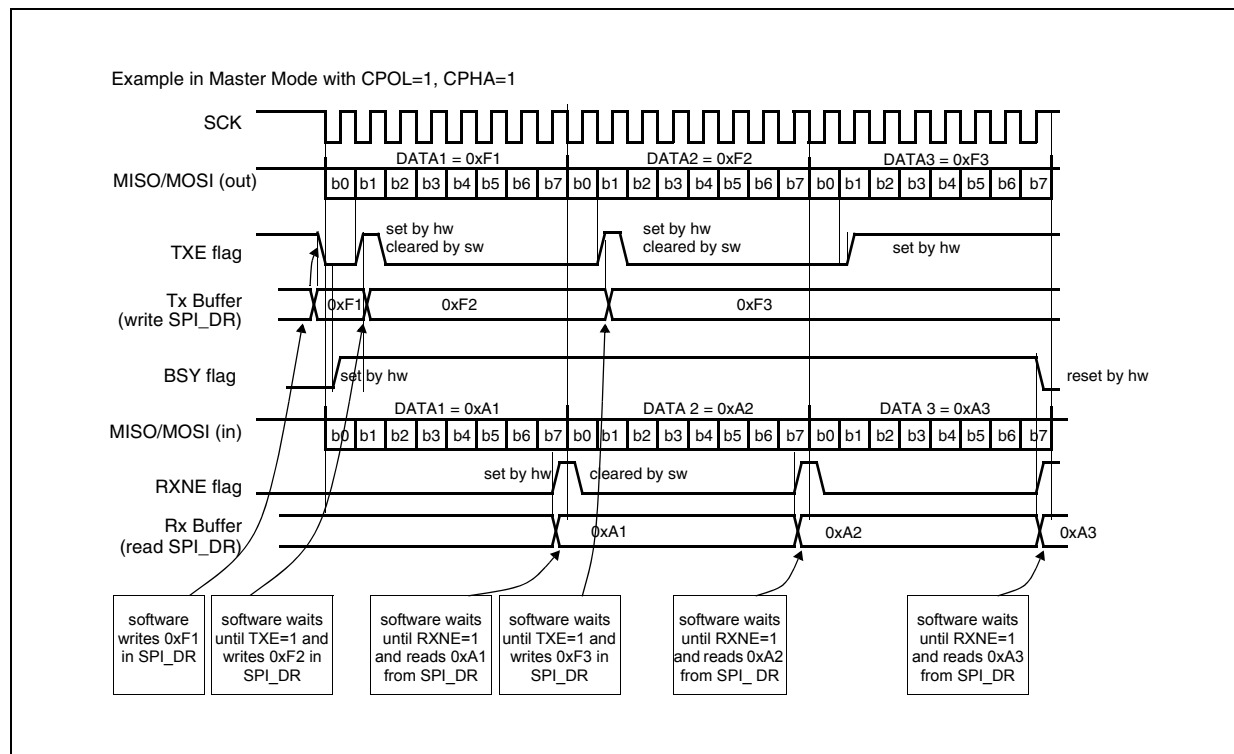 Example in Master Mode with CPOL=1, CPHA=1
SCK
DATA1 = 0xF1
DATA2 = 0xF2
DATA3 = 0xF3
MISO/MOSI (out)
b0 b1 b2 b3 b4 b5 b6 b7 b0 b1 b2 b3 b4 b5 b6 b7 b0 b1 b2 b3 b4 b5 b6 b7
set by hw
cleared by sw
set by hw
cleared by sw
set by hw
TXE flag
Tx Buffer
(write SPI_DR)
0xF1
0xF2
0xF3
BSY flag
set by hw
reset by hw
DATA1 = 0xA1
DATA 2 = 0xA2
DATA 3 = 0xA3
MISO/MOSI (in)
b0 b1 b2 b3 b4 b5 b6 b7 b0 b1 b2 b3 b4 b5 b6 b7 b0 b1 b2 b3 b4 b5 b6 b7
set by hw
cleared by sw
RXNE flag
Rx Buffer
(read SPI_DR)
0xA1
0xA2
0xA3
software
writes 0xF1
in SPI_DR
software waits
until TXE=1 and
writes 0xF2 in
SPI_DR
software waits
until RXNE=1
and reads 0xA1
from SPI_DR
software waits
until TXE=1 and
writes 0xF3 in
SPI_DR
software waits
until RXNE=1
and reads 0xA2
from SPI_ DR
software waits
until RXNE=1
and reads 0xA3
from SPI_DR